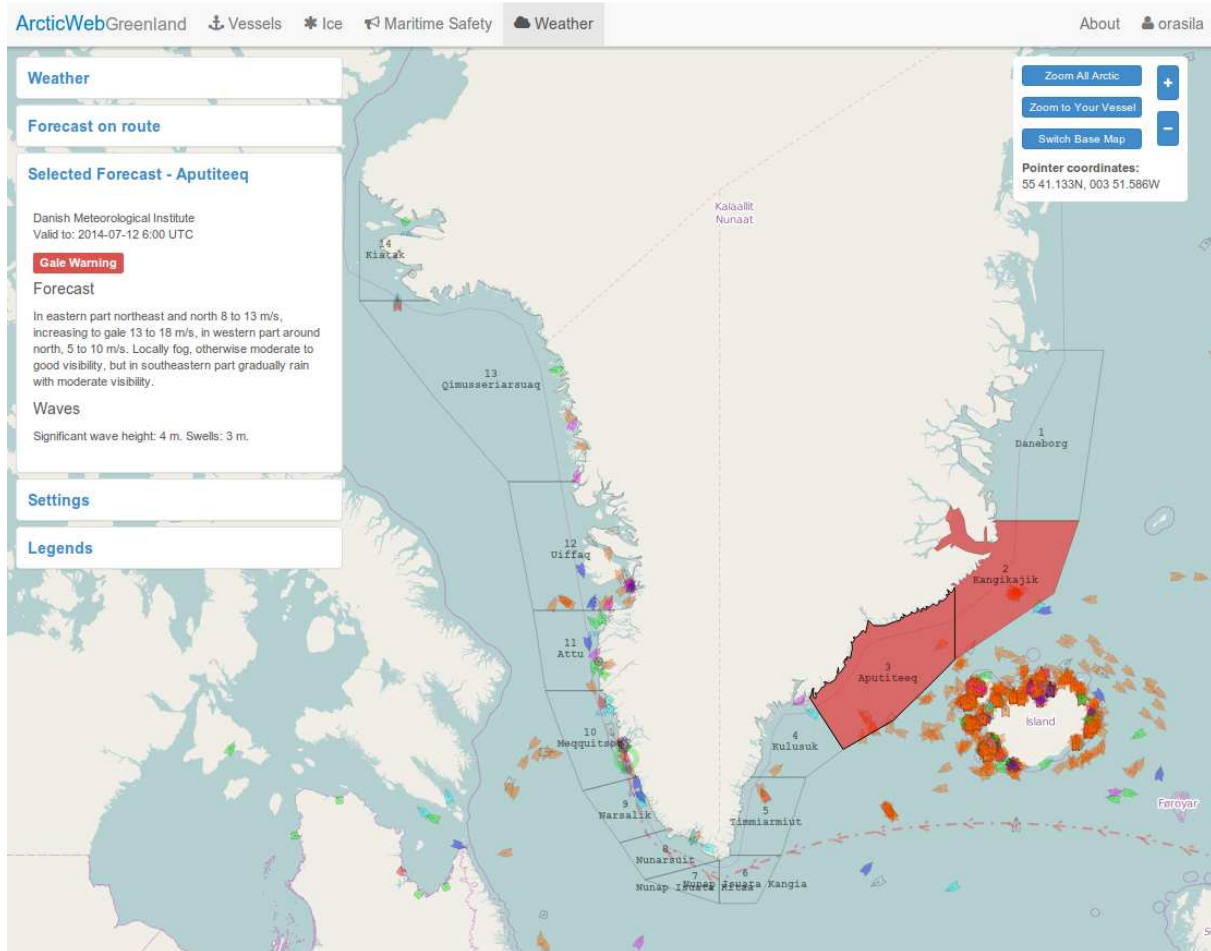 ArcticWebGreenland Vessels Ice Maritime Safety Weather About orasila
Weather
Forecast on route
Selected Forecast - Aputiteeq
Danish Meteorological Institute
Valid to: 2014-07-12 6:00 UTC
Gale Warning
Forecast
In eastern part northeast and north 8 to 13 m/s,
increasing to gale 13 to 18 m/s, in western part around
north, 5 to 10 m/s. Locally fog, otherwise moderate to
good visibility, but in southeastern part gradually rain
with moderate visibility.
Waves
Significant wave height: 4 m. Swells: 3 m.
Settings
Legends
Zoom All Arctic
+
Zoom to Your Vessel
−
Switch Base Map
Pointer coordinates:
55 41.133N, 003 51.586W
Kalaallit
Nunaat
14
Kiatak
13
Qimusseriarsuaq
1
Daneborg
12
Uiffaq
2
Kangikajik
11
Attu
3
Aputiteeq
10
Meqquitsoq
4
Kulusuk
Island
9
Narsalik
5
Timmiarmiut
Føroyar
8
Nunarsuit
7
Nunap Isuata Kitaa
6
Nunap Isuata Kangia